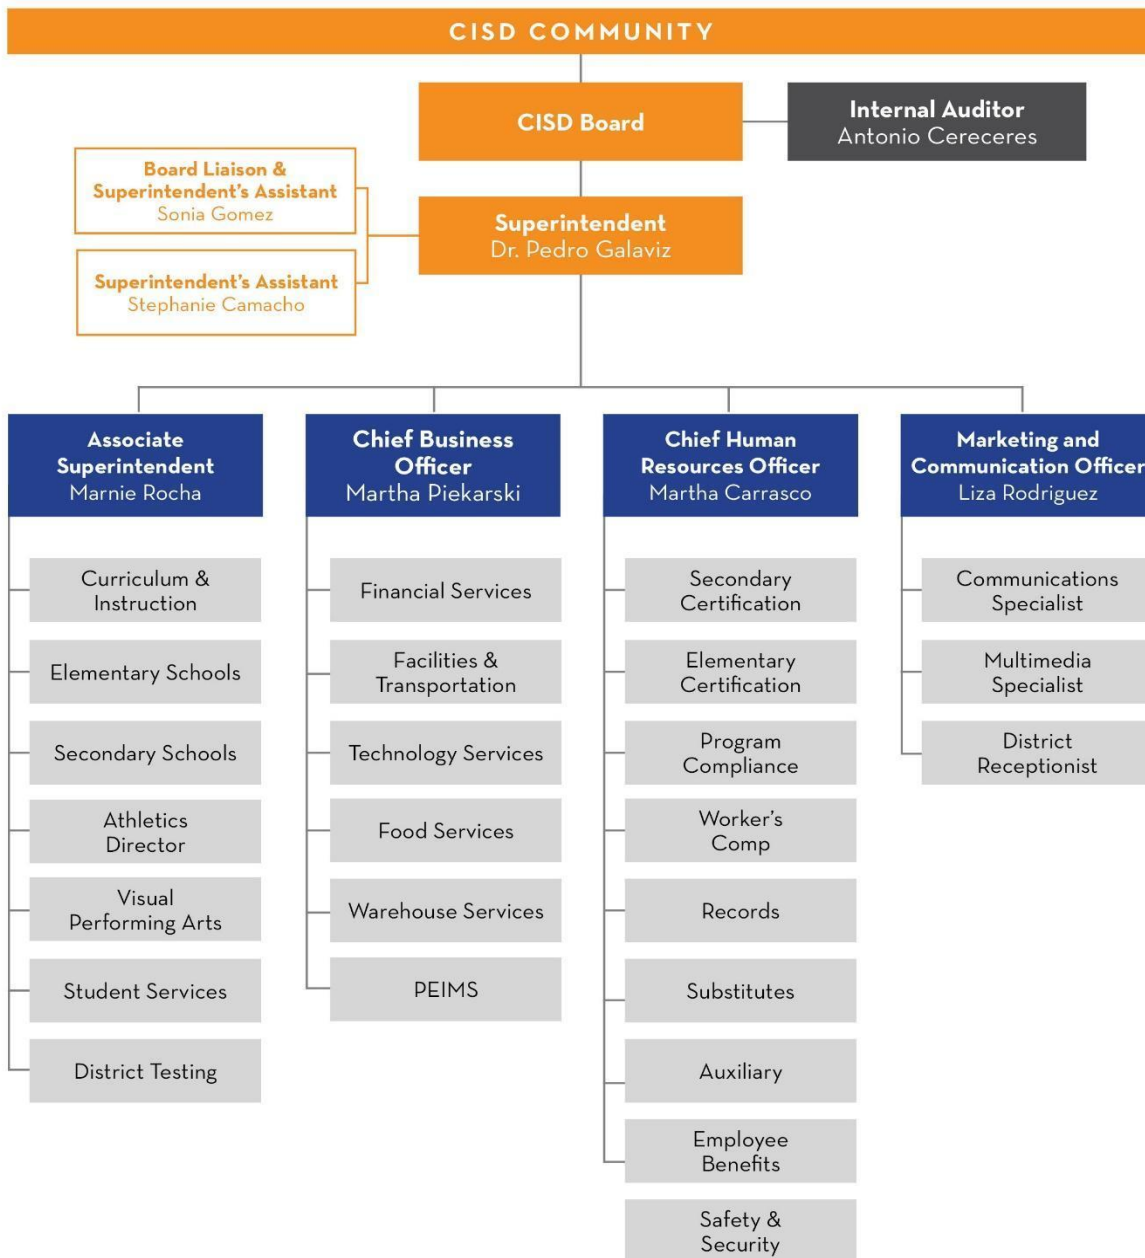 CISD COMMUNITY
CISD Board
Internal Auditor
Antonio Cereceres
Board Liaison &
Superintendent's Assistant
Sonia Gomez
Superintendent
Dr. Pedro Galaviz
Superintendent's Assistant
Stephanie Camacho
Associate
Superintendent
Marnie Rocha
Curriculum &
Instruction
Elementary Schools
Secondary Schools
Athletics
Director
Visual
Performing Arts
Student Services
District Testing
Chief Business
Officer
Martha Piekarski
Financial Services
Facilities &
Transportation
Technology Services
Food Services
Warehouse Services
PEIMS
Chief Human
Resources Officer
Martha Carrasco
Secondary
Certification
Elementary
Certification
Program
Compliance
Worker's
Comp
Records
Substitutes
Auxiliary
Employee
Benefits
Safety &
Security
Marketing and
Communication Officer
Liza Rodriguez
Communications
Specialist
Multimedia
Specialist
District
Receptionist